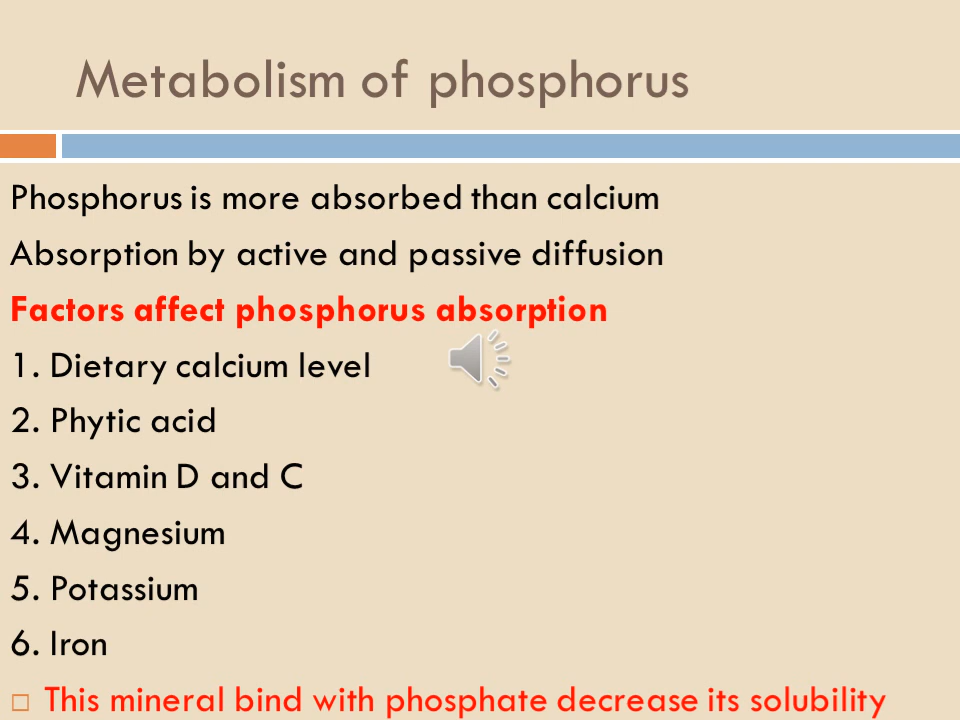 Metabolism of phosphorus
Phosphorus is more absorbed than calcium
Absorption by active and passive diffusion
Factors affect phosphorus absorption
1. Dietary calcium level
2. Phytic acid
3. Vitamin D and C
4. Magnesium
5. Potassium
6. Iron
This mineral bind with phosphate decrease its solubility